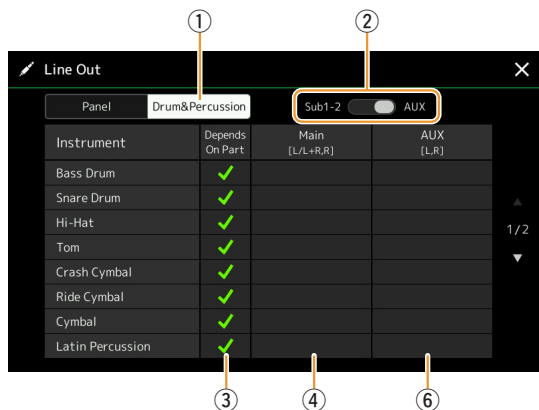 ① ②
Line Out
Panel Drum&Percussion Sub1-2 AUX
Instrument Depends On Part Main [L/L+R,R] AUX [L,R]
Bass Drum
Snare Drum
Hi-Hat
1/2
Tom
Crash Cymbal
Ride Cymbal
Cymbal
Latin Percussion
③ ④ ⑥